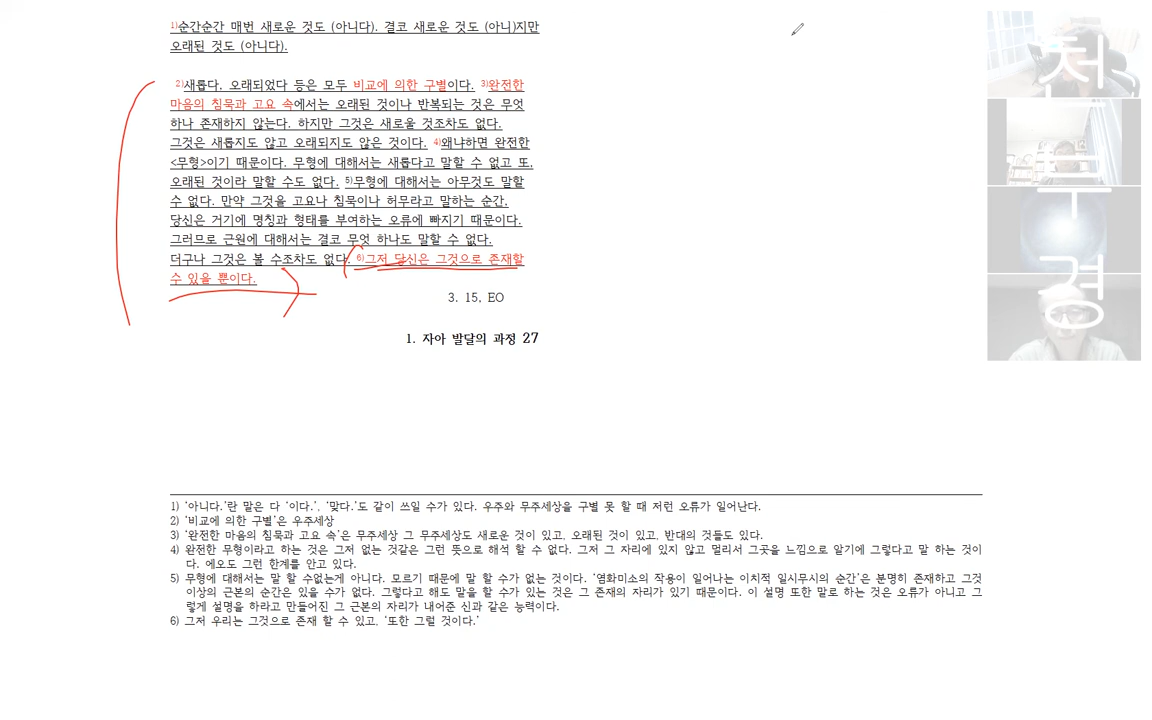 1)순간순간 매번 새로운 것도 (아니다). 결코 새로운 것도 (아니)지만
오래된 것도 (아니다).
2)새롭다. 오래되었다 등은 모두 비교에 의한 구별이다. 3)완전한
마음의 침묵과 고요 속에서는 오래된 것이나 반복되는 것은 무엇
하나 존재하지 않는다. 하지만 그것은 새로울 것조차도 없다.
그것은 새롭지도 않고 오래되지도 않은 것이다. 4)왜냐하면 완전한
<무형>이기 때문이다. 무형에 대해서는 새롭다고 말할 수 없고 또.
오래된 것이라 말할 수도 없다. 5)무형에 대해서는 아무것도 말할
수 없다. 만약 그것을 고요나 침묵이나 허무라고 말하는 순간.
당신은 거기에 명칭과 형태를 부여하는 오류에 빠지기 때문이다.
그러므로 근원에 대해서는 결코 무엇 하나도 말할 수 없다.
더구나 그것은 볼 수조차도 없다. 6)그저 당신은 그것으로 존재할
수 있을 뿐이다.
3. 15, EO
1. 자아 발달의 과정 27
1) '아니다.'란 말은 다 '이다.', '맞다.'도 같이 쓰일 수가 있다. 우주와 무주세상을 구별 못 할 때 저런 오류가 일어난다.
2) '비교에 의한 구별'은 우주세상
3) '완전한 마음의 침묵과 고요 속'은 무주세상 그 무주세상도 새로운 것이 있고, 오래된 것이 있고, 반대의 것들도 있다.
4) 완전한 무형이라고 하는 것은 그저 없는 것같은 그런 뜻으로 해석 할 수 없다. 그저 그 자리에 있지 않고 멀리서 그곳을 느낌으로 알기에 그렇다고 말 하는 것이
다. 에오도 그런 한계를 안고 있다.
5) 무형에 대해서는 말 할 수없는게 아니다. 모르기 때문에 말 할 수가 없는 것이다. '염화미소의 작용이 일어나는 이치적 일시무시의 순간'은 분명히 존재하고 그것
이상의 근본의 순간은 있을 수가 없다. 그렇다고 해도 말을 할 수가 있는 것은 그 존재의 자리가 있기 때문이다. 이 설명 또한 말로 하는 것은 오류가 아니고 그
렇게 설명을 하라고 만들어진 그 근본의 자리가 내어준 신과 같은 능력이다.
6) 그저 우리는 그것으로 존재 할 수 있고, '또한 그럴 것이다.'
천
부
경